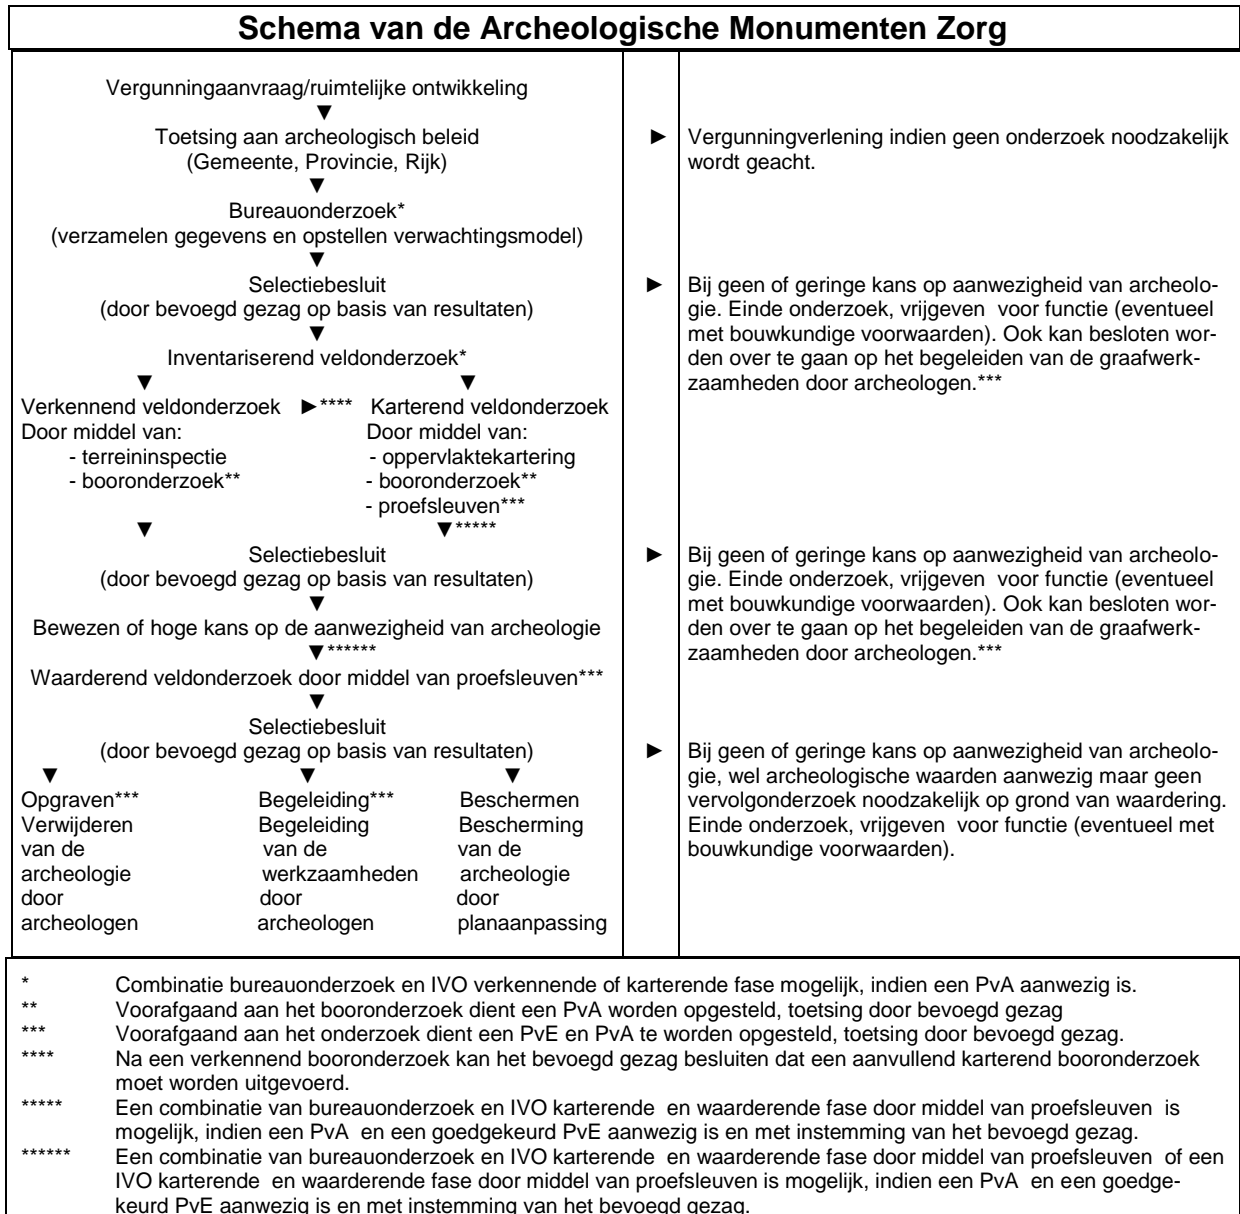 Schema van de Archeologische Monumenten Zorg
Vergunningaanvraag/ruimtelijke ontwikkeling
▼
Toetsing aan archeologisch beleid
(Gemeente, Provincie, Rijk)
► Vergunningverlening indien geen onderzoek noodzakelijk
wordt geacht.
▼
Bureauonderzoek*
(verzamelen gegevens en opstellen verwachtingsmodel)
▼
Selectiebesluit
(door bevoegd gezag op basis van resultaten)
► Bij geen of geringe kans op aanwezigheid van archeolo-
gie. Einde onderzoek, vrijgeven voor functie (eventueel
met bouwkundige voorwaarden). Ook kan besloten wor-
den over te gaan op het begeleiden van de graafwerk-
zaamheden door archeologen.***
▼
Inventariserend veldonderzoek*
▼ ▼
Verkennend veldonderzoek ►**** Karterend veldonderzoek
Door middel van: Door middel van:
- terreininspectie - oppervlaktekartering
- booronderzoek** - booronderzoek**
- proefsleuven***
▼ ▼*****
Selectiebesluit
(door bevoegd gezag op basis van resultaten)
► Bij geen of geringe kans op aanwezigheid van archeolo-
gie. Einde onderzoek, vrijgeven voor functie (eventueel
met bouwkundige voorwaarden). Ook kan besloten wor-
den over te gaan op het begeleiden van de graafwerk-
zaamheden door archeologen.***
▼
Bewezen of hoge kans op de aanwezigheid van archeologie
▼******
Waarderend veldonderzoek door middel van proefsleuven***
▼
Selectiebesluit
(door bevoegd gezag op basis van resultaten)
► Bij geen of geringe kans op aanwezigheid van archeolo-
gie, wel archeologische waarden aanwezig maar geen
vervolgonderzoek noodzakelijk op grond van waardering.
Einde onderzoek, vrijgeven voor functie (eventueel met
bouwkundige voorwaarden).
▼ ▼ ▼
Opgraven*** Begeleiding*** Beschermen
Verwijderen Begeleiding Bescherming
van de van de van de
archeologie werkzaamheden archeologie
door door door
archeologen archeologen planaanpassing
* Combinatie bureauonderzoek en IVO verkennende of karterende fase mogelijk, indien een PvA aanwezig is.
** Voorafgaand aan het booronderzoek dient een PvA worden opgesteld, toetsing door bevoegd gezag
*** Voorafgaand aan het onderzoek dient een PvE en PvA te worden opgesteld, toetsing door bevoegd gezag.
**** Na een verkennend booronderzoek kan het bevoegd gezag besluiten dat een aanvullend karterend booronderzoek
moet worden uitgevoerd.
***** Een combinatie van bureauonderzoek en IVO karterende en waarderende fase door middel van proefsleuven is
mogelijk, indien een PvA en een goedgekeurd PvE aanwezig is en met instemming van het bevoegd gezag.
****** Een combinatie van bureauonderzoek en IVO karterende en waarderende fase door middel van proefsleuven of een
IVO karterende en waarderende fase door middel van proefsleuven is mogelijk, indien een PvA en een goedge-
keurd PvE aanwezig is en met instemming van het bevoegd gezag.